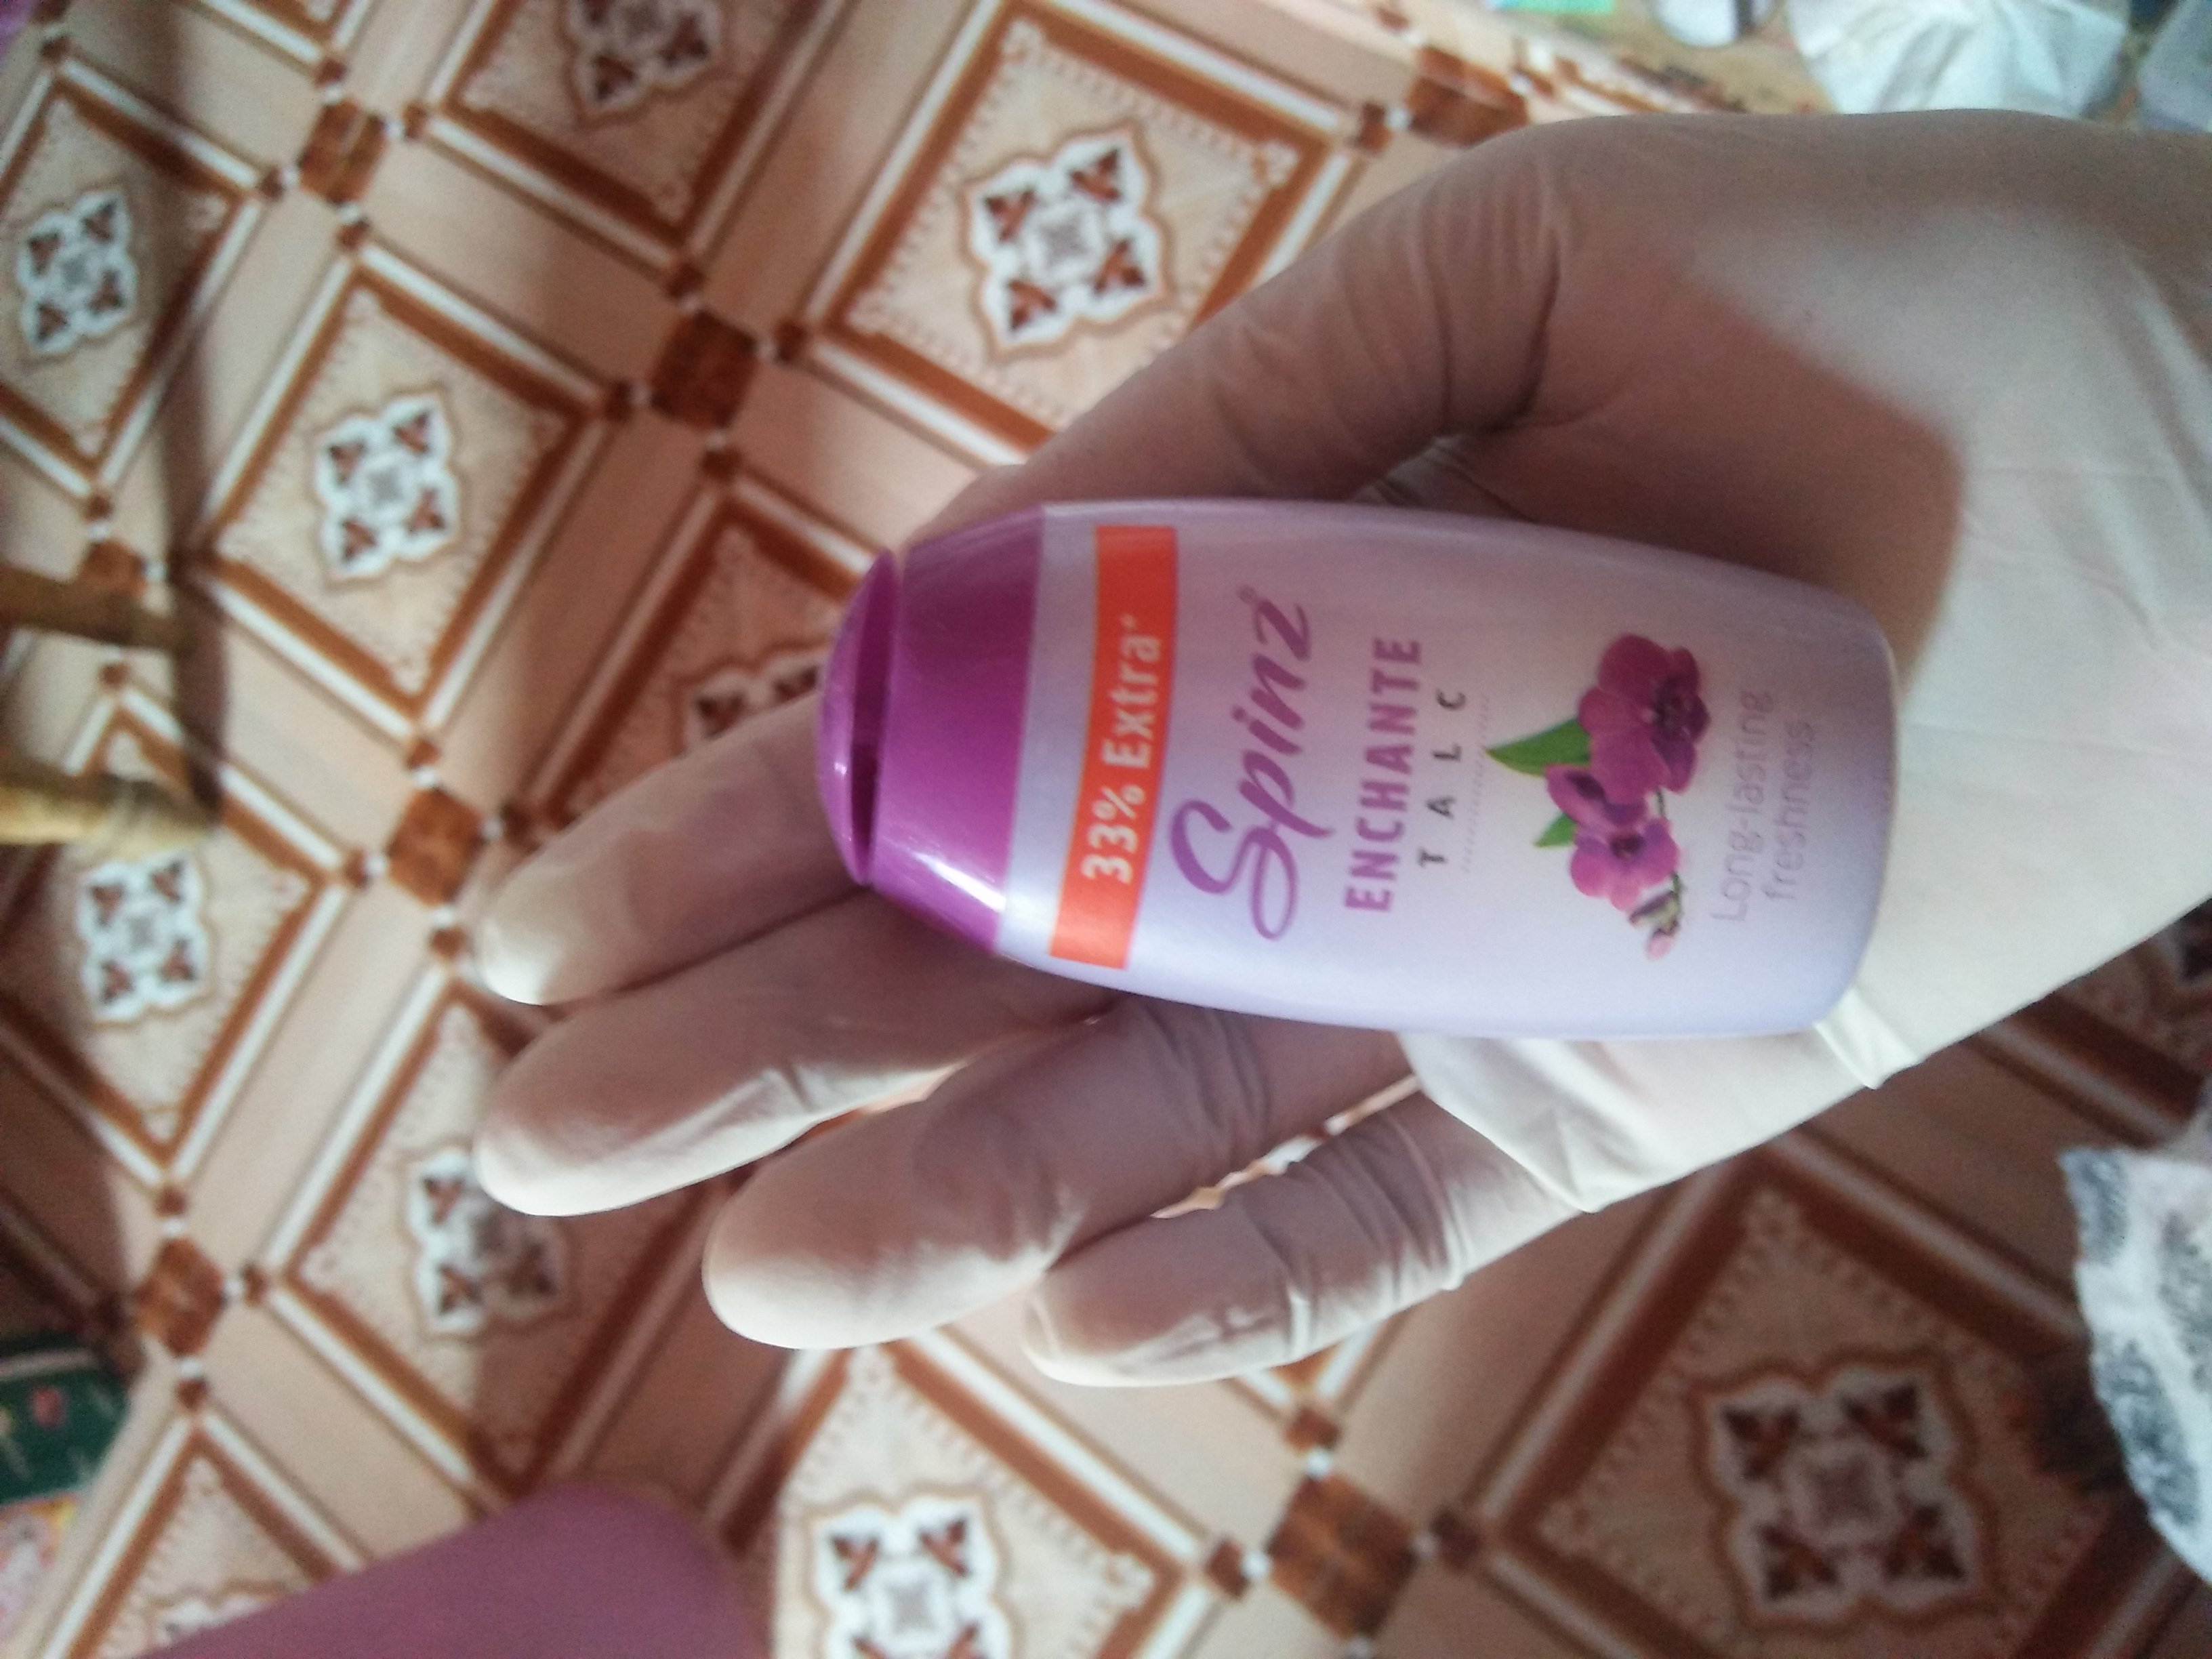 33% Extra*
Spinz®
ENCHANTE
TALC
Long-lasting
freshness